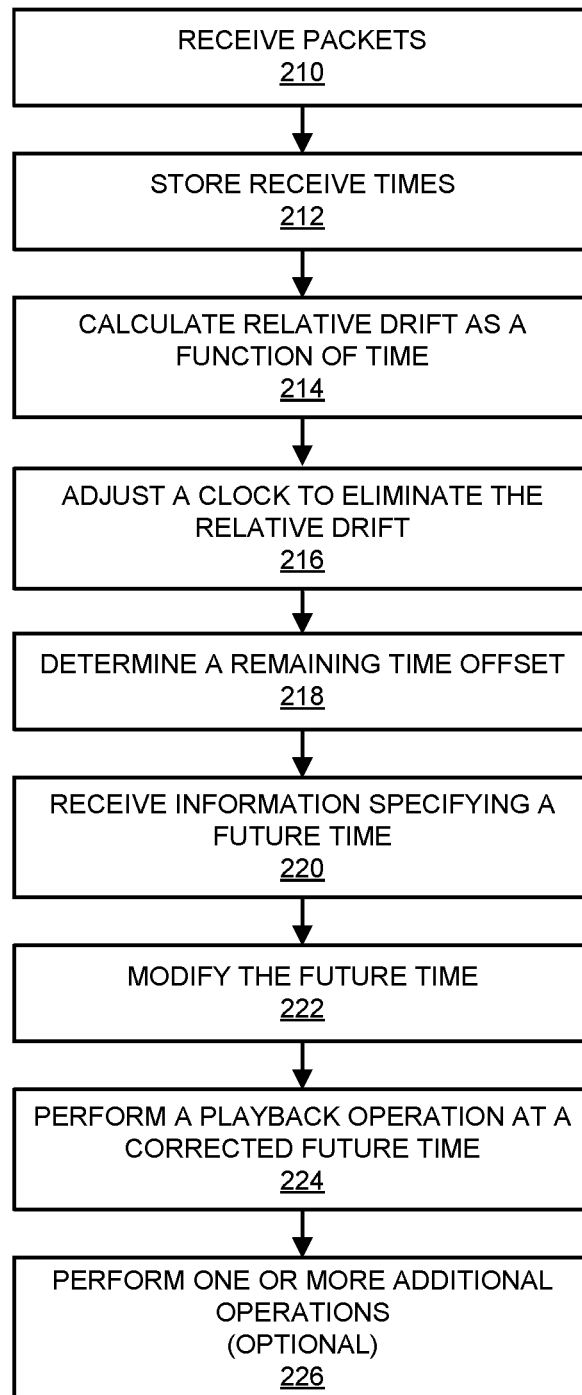 RECEIVE PACKETS
210
STORE RECEIVE TIMES
212
CALCULATE RELATIVE DRIFT AS A
FUNCTION OF TIME
214
ADJUST A CLOCK TO ELIMINATE THE
RELATIVE DRIFT
216
DETERMINE A REMAINING TIME OFFSET
218
RECEIVE INFORMATION SPECIFYING A
FUTURE TIME
220
MODIFY THE FUTURE TIME
222
PERFORM A PLAYBACK OPERATION AT A
CORRECTED FUTURE TIME
224
PERFORM ONE OR MORE ADDITIONAL
OPERATIONS
(OPTIONAL)
226